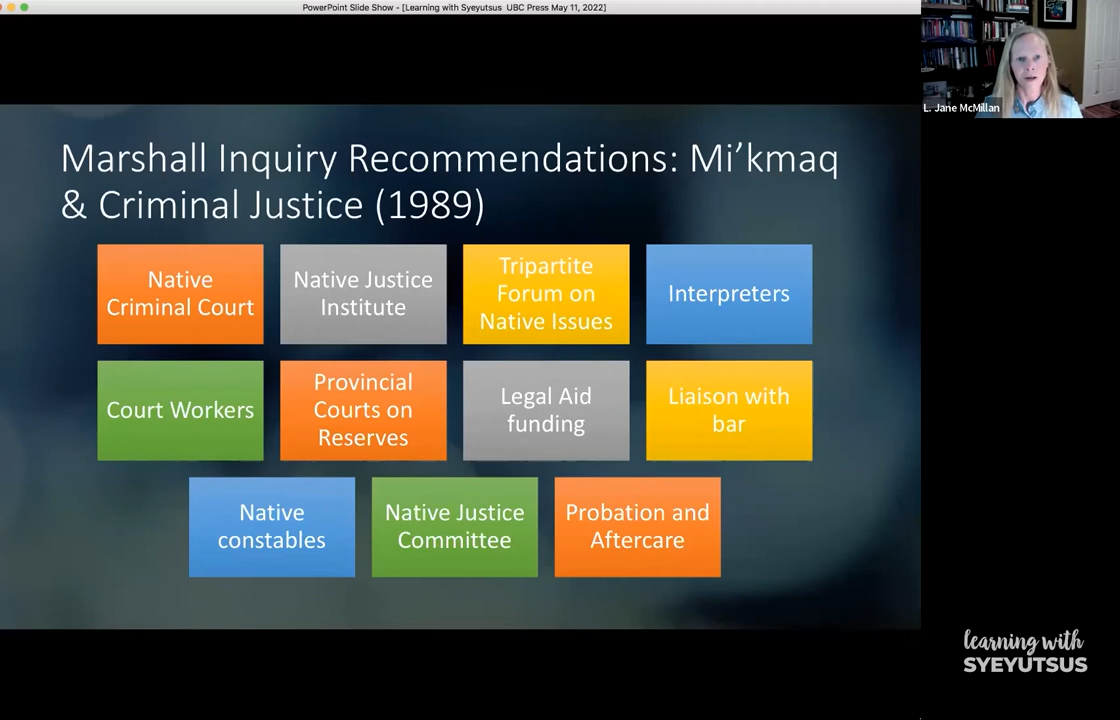 PowerPoint Slide Show - [Learning with Syeyutsus  UBC Press May 11, 2022]
L. Jane McMillan
Marshall Inquiry Recommendations: Mi’kmaq
& Criminal Justice (1989)
Native
Criminal Court
Native Justice
Institute
Tripartite
Forum on
Native Issues
Interpreters
Court Workers
Provincial
Courts on
Reserves
Legal Aid
funding
Liaison with
bar
Native
constables
Native Justice
Committee
Probation and
Aftercare
learning with
SYEYUTSUS